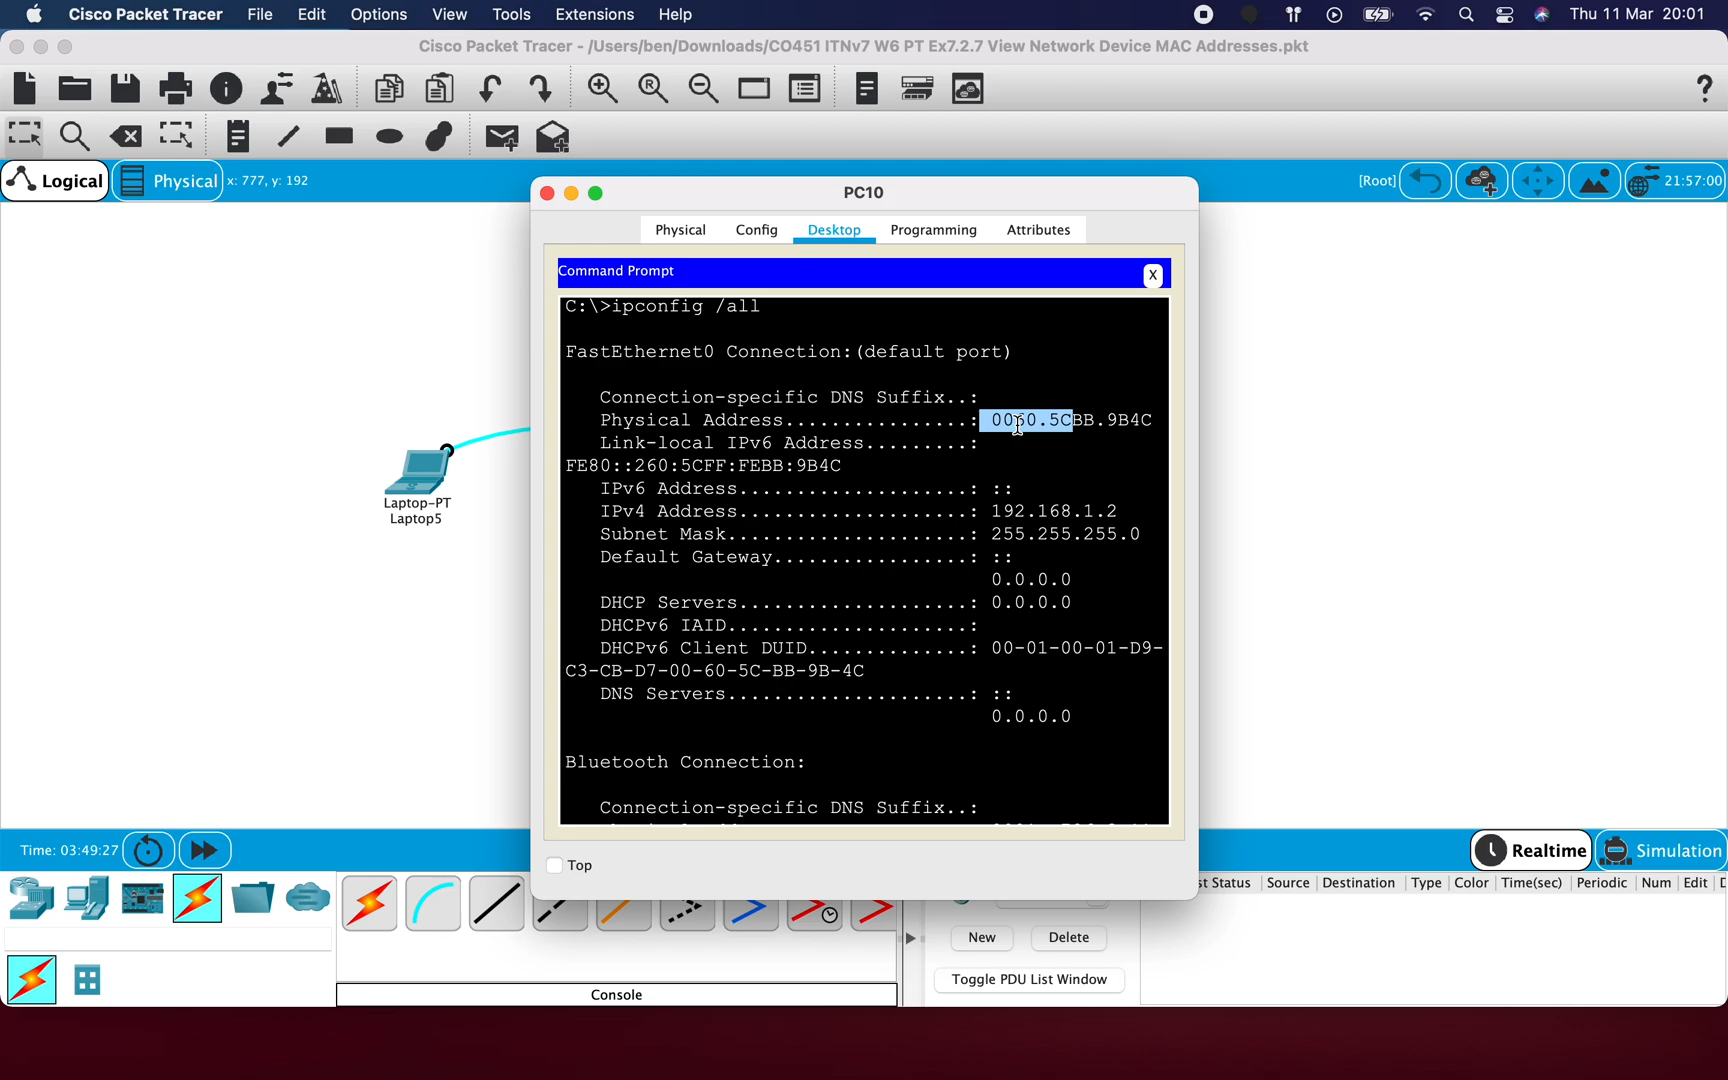 Cisco Packet Tracer File Edit Options View Tools Extensions Help Thu 11 Mar 20:01
Cisco Packet Tracer - /Users/ben/Downloads/CO451 ITNv7 W6 PT Ex7.2.7 View Network Device MAC Addresses.pkt
Logical Physical x: 777, y: 192 [Root] 21:57:00
PC10
Physical Config Desktop Programming Attributes
Command Prompt X
C:\>ipconfig /all
FastEthernet0 Connection:(default port)
Connection-specific DNS Suffix..:
Physical Address................: 0060.5CBB.9B4C
Link-local IPv6 Address.........:
FE80::260:5CFF:FEBB:9B4C
IPv6 Address....................: ::
IPv4 Address....................: 192.168.1.2
Subnet Mask.....................: 255.255.255.0
Default Gateway.................: ::
0.0.0.0
DHCP Servers....................: 0.0.0.0
DHCPv6 IAID.....................:
DHCPv6 Client DUID..............: 00-01-00-01-D9-
C3-CB-D7-00-60-5C-BB-9B-4C
DNS Servers.....................: ::
0.0.0.0
Bluetooth Connection:
Connection-specific DNS Suffix..:
Laptop-PT
Laptop5
Top
Time: 03:49:27 Realtime Simulation
st Status Source Destination Type Color Time(sec) Periodic Num Edit
New Delete
Toggle PDU List Window
Console